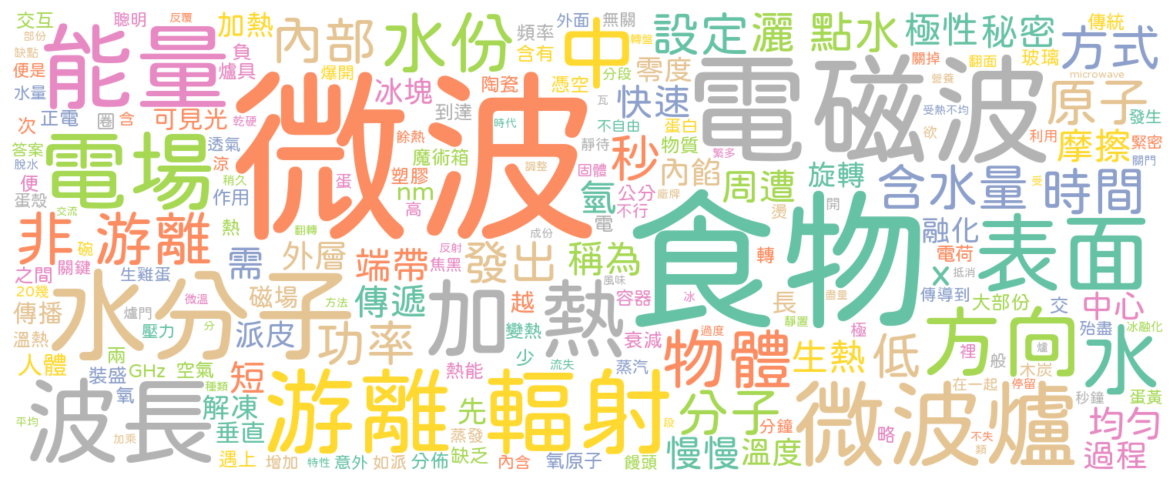 交互 聰明 反覆 加熱 內部 水份 外面 無關 設定 灑 點水 極性 秘密 傳統
部份 能量 負 頻率 含有 中 轉盤 關掉 翻面 玻璃 方式
缺點 便是 爐具 爆開 陶瓷 憑空 分段 零度 電磁波 營養 microwave
水量 正電 圈 含 可見光 微波 冰塊 到達 快速 瓦 受熱不均 原子 發生
次 乾硬 餘熱 時代 不自由 蛋白 欲 利用 緊密
答案 電場 透氣 魔術箱 靜待 秒 物質 繁多 摩擦 關門
脫水 涼 塑膠 調整 固體 內餡 周遭 旋轉 含水量 時間
便 稍久 蛋 nm 氫 公分 廠牌 受
蛋殼 交流 作用 高 不行 食物 燙 開 融化
非 游離 熱 翻轉 成份 電 轉 電荷 表面
碗 外層 反射 發出 稱為 x 抵消
之間 關鍵 生雞蛋 需 端帶 焦黑 風味 傳導到 大部份 交 中心
20幾 水分子 微溫 磁場 傳遞 越 加熱 容器 冰 長 盡量 殆盡 冰融化
傳播 爐門 方法 變熱 靜置 極 方向 水
溫熱 壓力 分 派皮 功率 少 衰減 過度 裡 爐
人體 兩 熱能 流失 蒸汽 物體 生熱 低 般 木炭
裝盛 GHz 空氣 短 在一起 停留
波長 氧 種類 游離 輻射 分子 微波爐 秒鐘 蛋黃
解凍 先 段 分鐘 略 均勻
平均 加藥 垂直 蒸發 慢慢 溫度 不失 過程
遇上 增加 特性 意外 如派 分佈 缺乏 內含 氧原子 饅頭 類